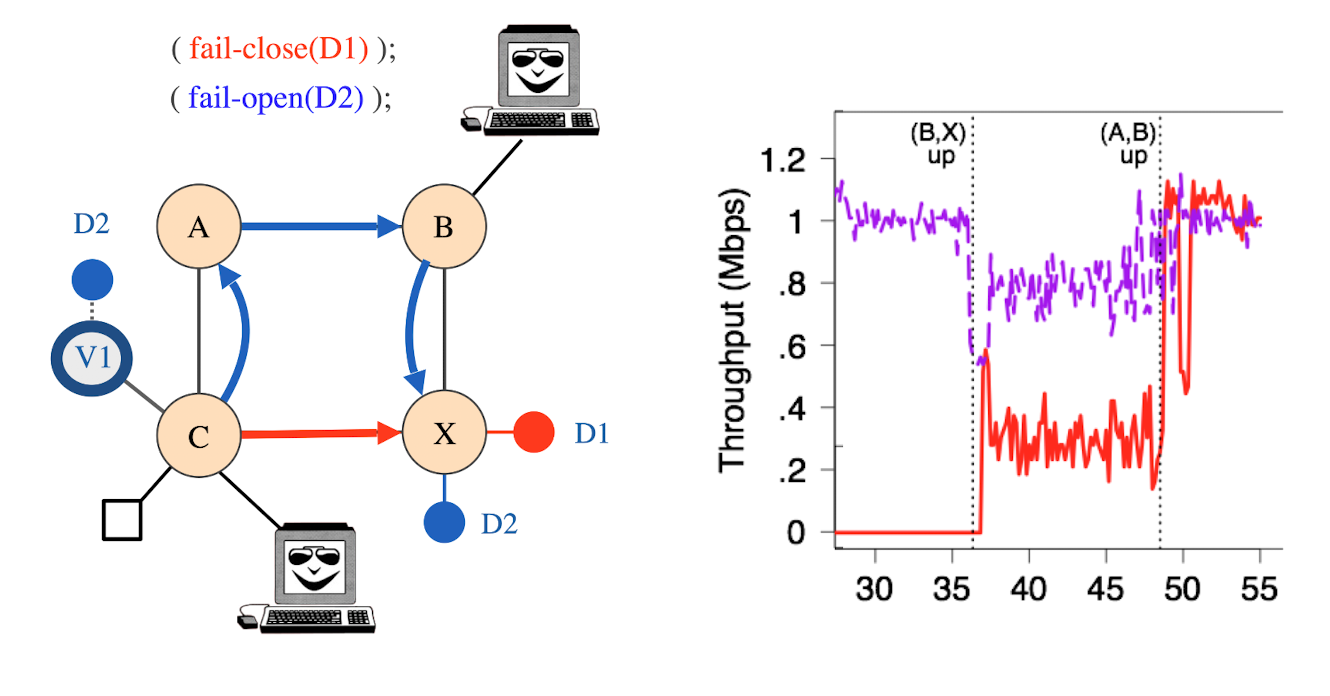 ( fail-close(D1) );
( fail-open(D2) );
A
B
D2
V1
C
X
D1
D2
Throughput (Mbps)
(B,X)
up
(A,B)
up
1.2
1
.8
.6
.4
.2
0
30 35 40 45 50 55